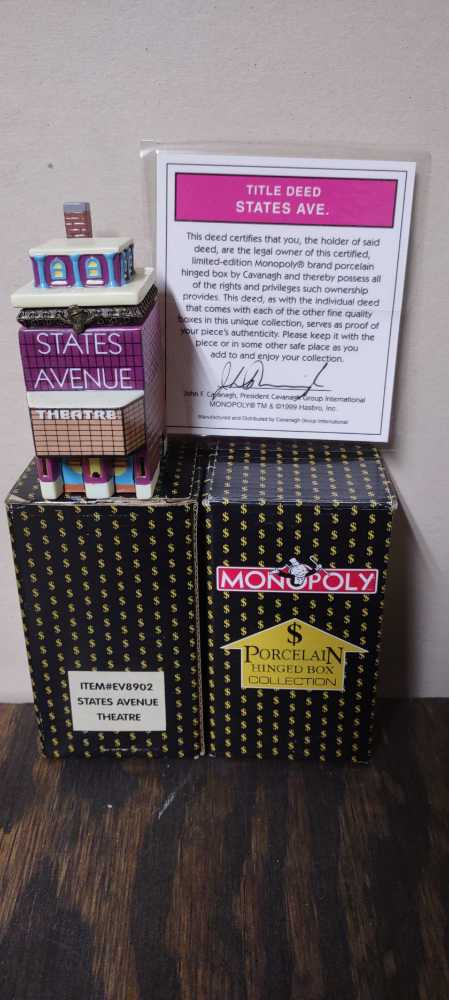 STATES
AVENUE
THEATRE
TITLE DEED
STATES AVE.
This deed certifies that you, the holder of said
deed, are the legal owner of this certified,
limited-edition Monopoly® brand porcelain
hinged box by Cavanagh and thereby possess all
of the rights and privileges such ownership
provides. This deed, as with the individual deed
that comes with each of the other fine quality
boxes in this unique collection, serves as proof of
your piece's authenticity. Please keep it with the
piece or in some other safe place as you
add to and enjoy your collection.
John F. Cavanagh, President Cavanagh Group International
MONOPOLY® TM & ©1999 Hasbro, Inc.
Manufactured and Distributed by Cavanagh Group International
MONOPOLY
$
PORCELAIN
HINGED BOX
COLLECTION
ITEM#EV8902
STATES AVENUE
THEATRE